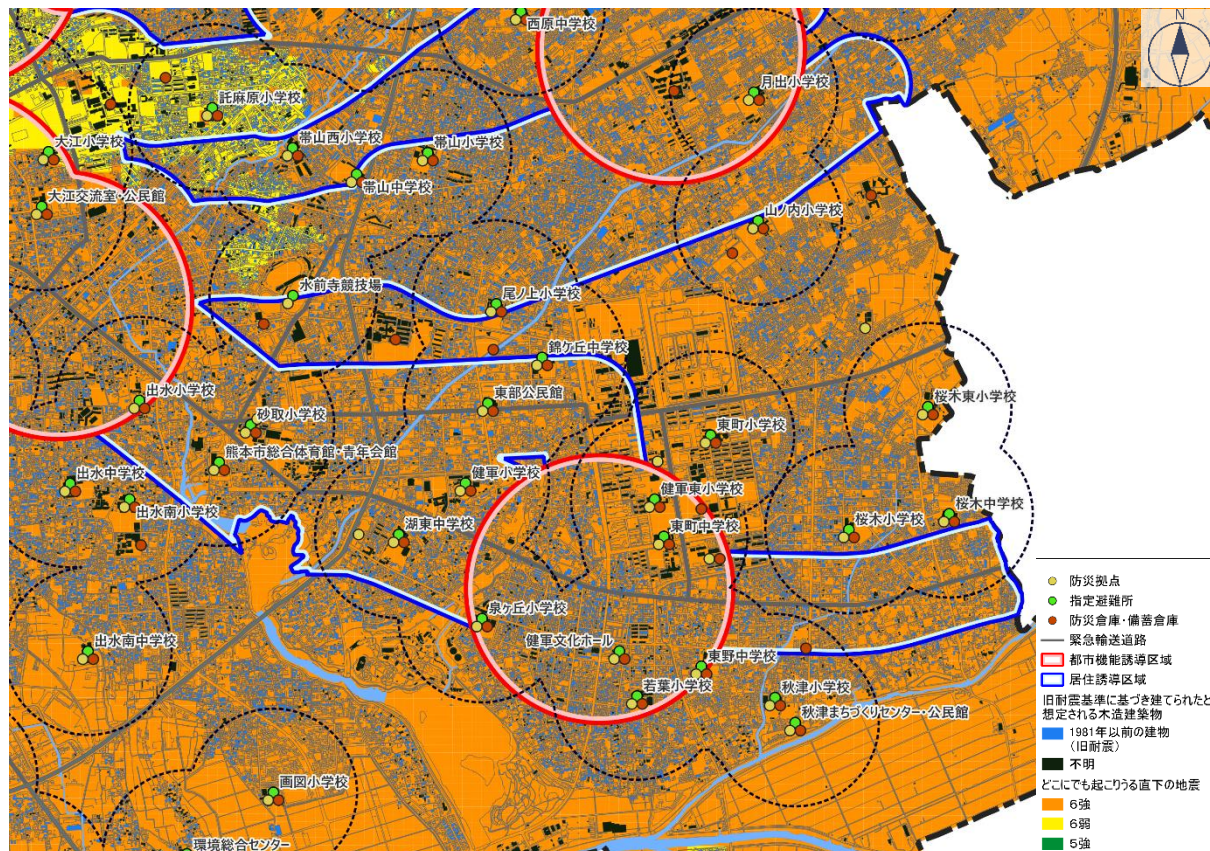 N
西原中学校
月出小学校
託麻原小学校
大江小学校
帯山西小学校
帯山小学校
帯山中学校
大江交流室・公民館
山ノ内小学校
水前寺競技場
尾ノ上小学校
錦ケ丘中学校
出水小学校
砂取小学校
東部公民館
東町小学校
桜木東小学校
熊本市総合体育館・青年会館
出水中学校
出水南小学校
健軍小学校
健軍東小学校
湖東中学校
東町中学校
桜木小学校
桜木中学校
泉ヶ丘小学校
出水南中学校
健軍文化ホール
東野中学校
若葉小学校
秋津小学校
秋津まちづくりセンター・公民館
画図小学校
環境総合センター
防災拠点
指定避難所
防災倉庫・備蓄倉庫
緊急輸送道路
都市機能誘導区域
居住誘導区域
旧耐震基準に基づき建てられたと
想定される木造建築物
1981年以前の建物
（旧耐震）
不明
どこにでも起こりうる直下の地震
6強
6弱
5強